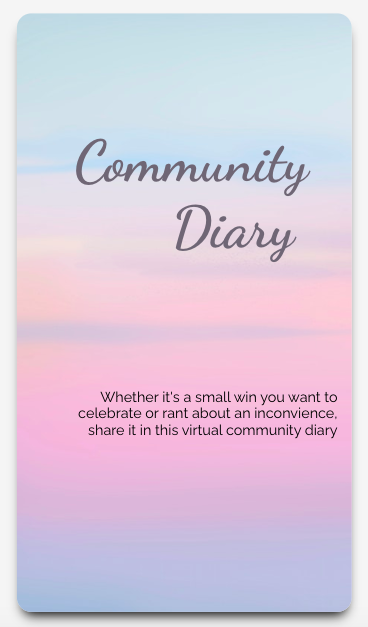 Community
Diary
Whether it's a small win you want to
celebrate or rant about an inconvience,
share it in this virtual community diary